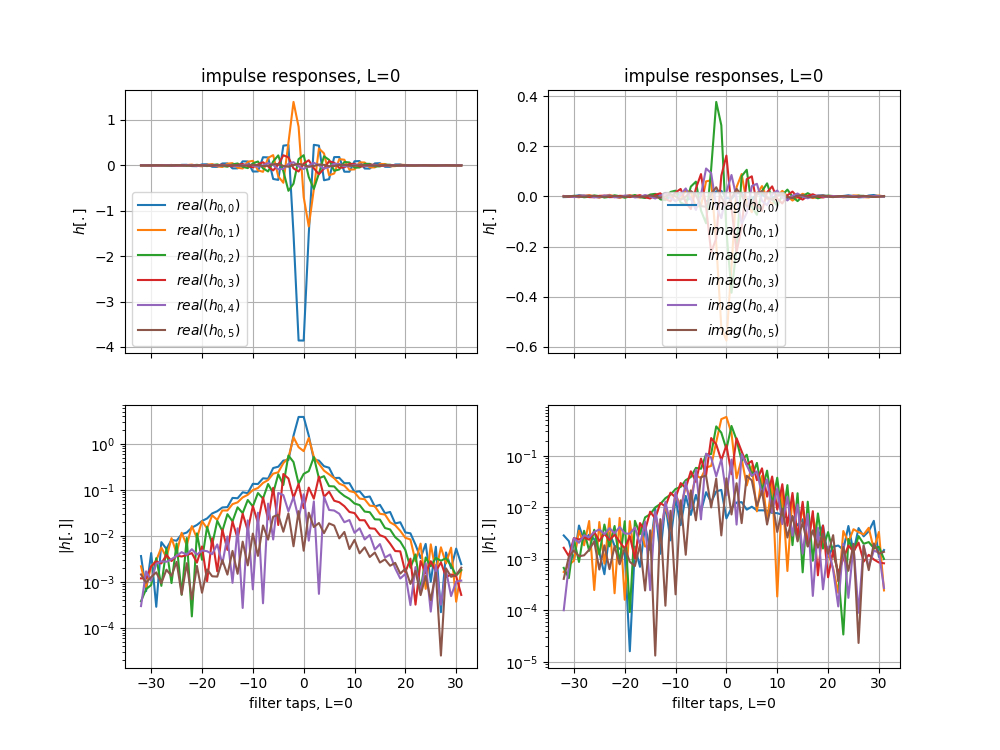 impulse responses, L=0
1
0
−1
−2
−3
−4
h[.]
real(h0,0)
real(h0,1)
real(h0,2)
real(h0,3)
real(h0,4)
real(h0,5)
impulse responses, L=0
0.4
0.2
0.0
−0.2
−0.4
−0.6
h[.]
imag(h0,0)
imag(h0,1)
imag(h0,2)
imag(h0,3)
imag(h0,4)
imag(h0,5)
10⁰
10⁻¹
10⁻²
10⁻³
10⁻⁴
|h[.]|
−30 −20 −10 0 10 20 30
filter taps, L=0
10⁻¹
10⁻²
10⁻³
10⁻⁴
10⁻⁵
|h[.]|
−30 −20 −10 0 10 20 30
filter taps, L=0